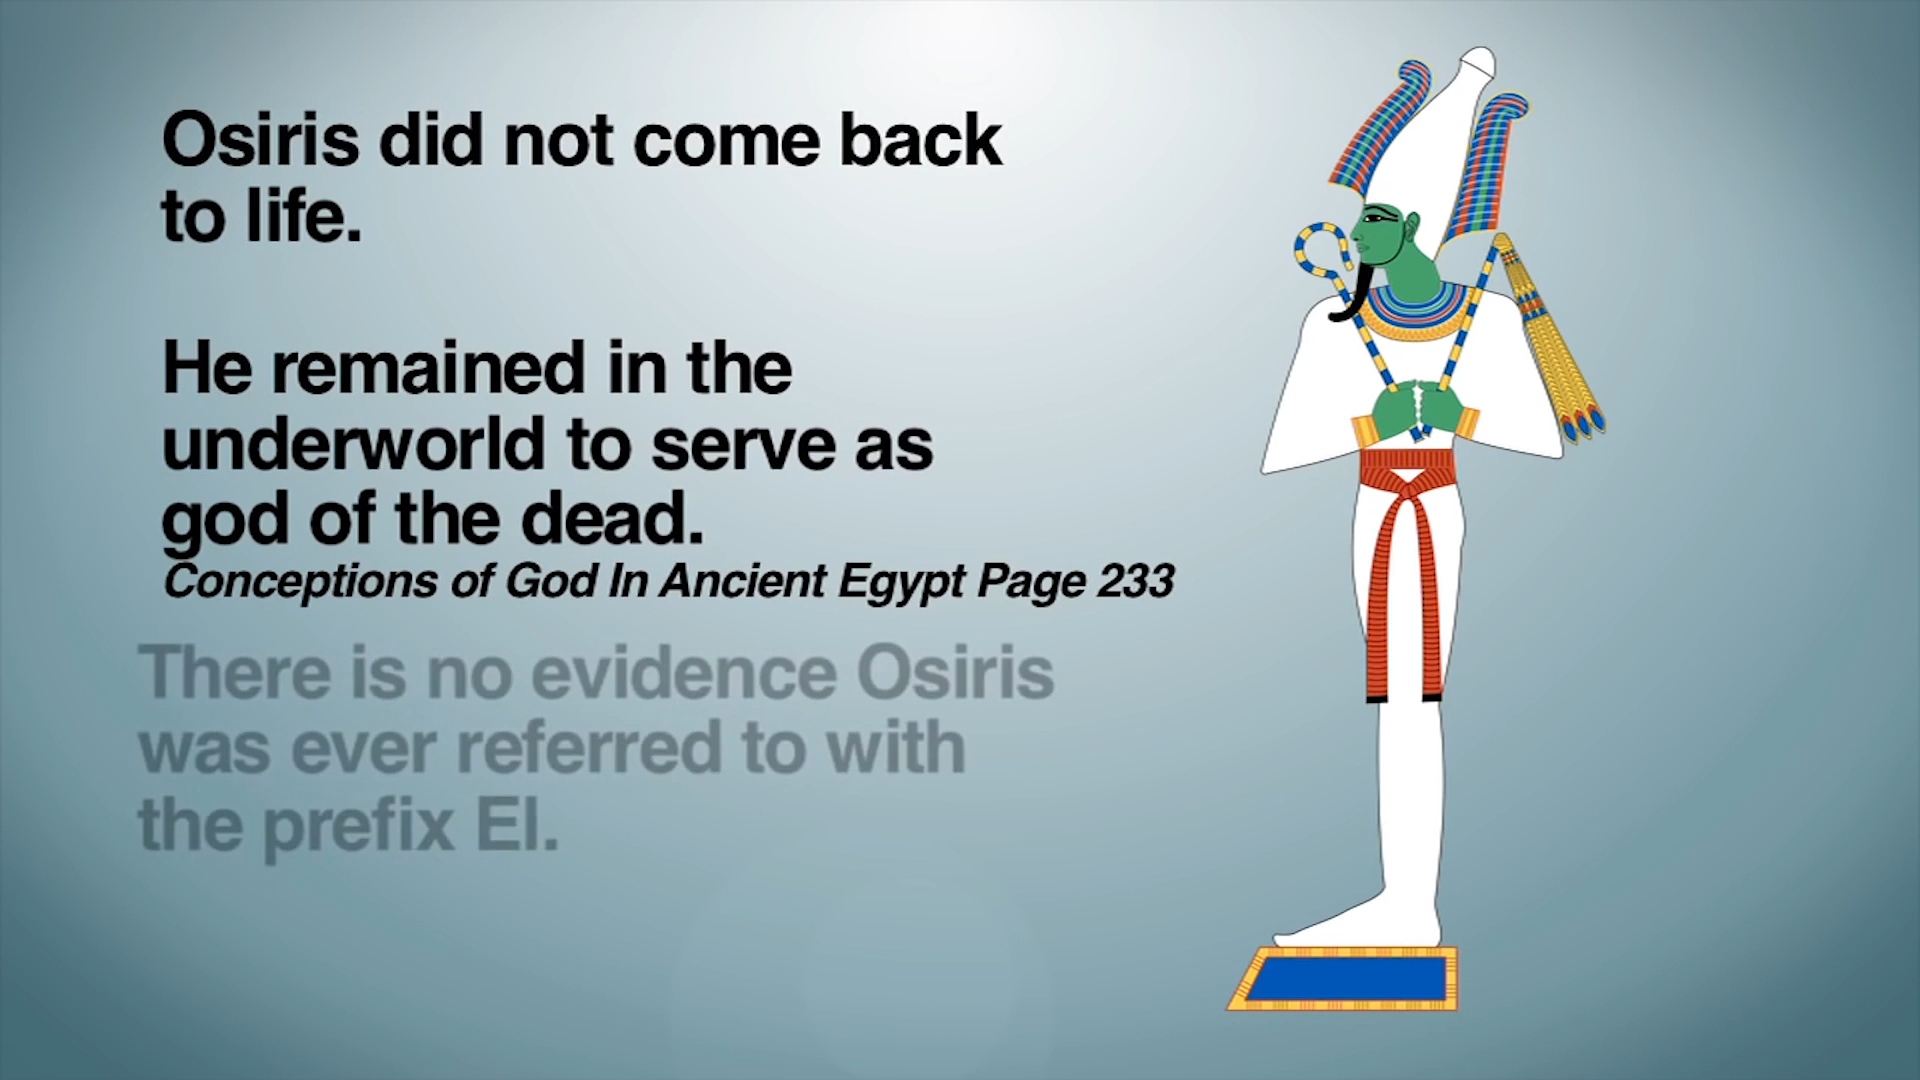 Osiris did not come back
to life.
He remained in the
underworld to serve as
god of the dead.
Conceptions of God In Ancient Egypt Page 233
There is no evidence Osiris
was ever referred to with
the prefix El.